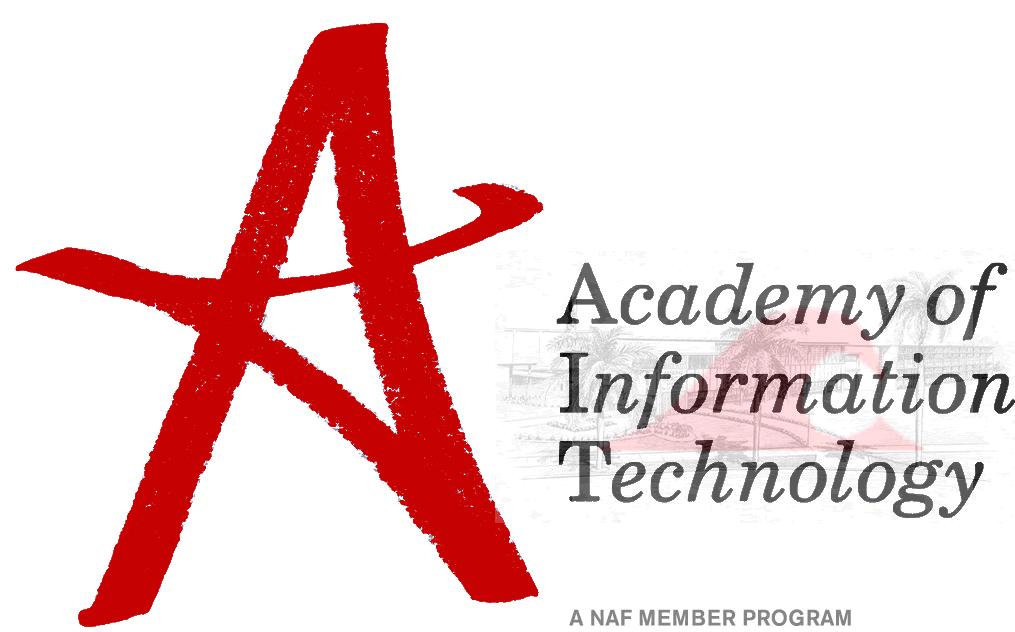 Academy of
Information
Technology
A NAF MEMBER PROGRAM